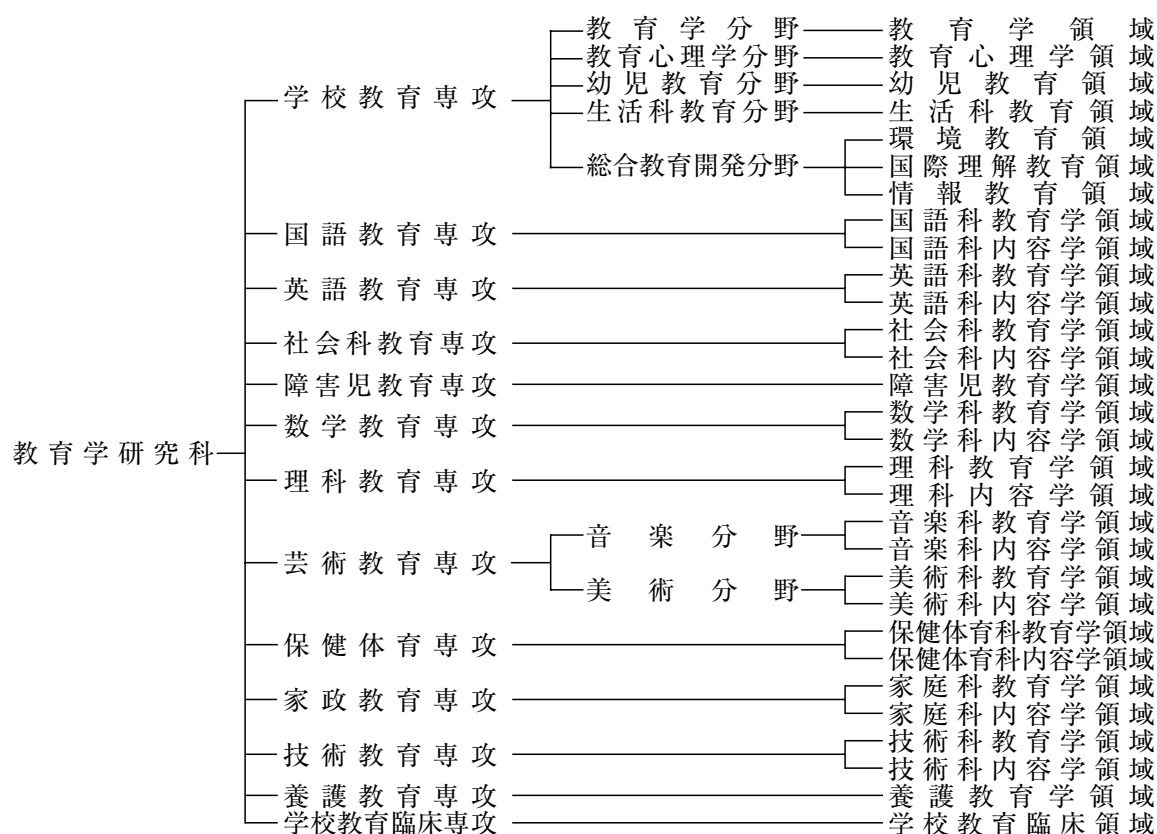 教育学分野 教育学領域
教育心理学分野 教育心理学領域
幼児教育分野 幼児教育領域
学校教育専攻
生活科教育分野 生活科教育領域
環境教育領域
総合教育開発分野 国際理解教育領域
情報教育領域
国語科教育学領域
国語教育専攻
国語科内容学領域
英語科教育学領域
英語教育専攻
英語科内容学領域
社会科教育学領域
社会科教育専攻
社会科内容学領域
障害児教育専攻 障害児教育学領域
数学科教育学領域
数学教育専攻
数学科内容学領域
教育学研究科
理科教育学領域
理科教育専攻
理科内容学領域
音楽科教育学領域
音楽分野
音楽科内容学領域
芸術教育専攻
美術科教育学領域
美術分野
美術科内容学領域
保健体育科教育学領域
保健体育専攻
保健体育科内容学領域
家庭科教育学領域
家政教育専攻
家庭科内容学領域
技術科教育学領域
技術教育専攻
技術科内容学領域
養護教育専攻 養護教育学領域
学校教育臨床専攻 学校教育臨床領域